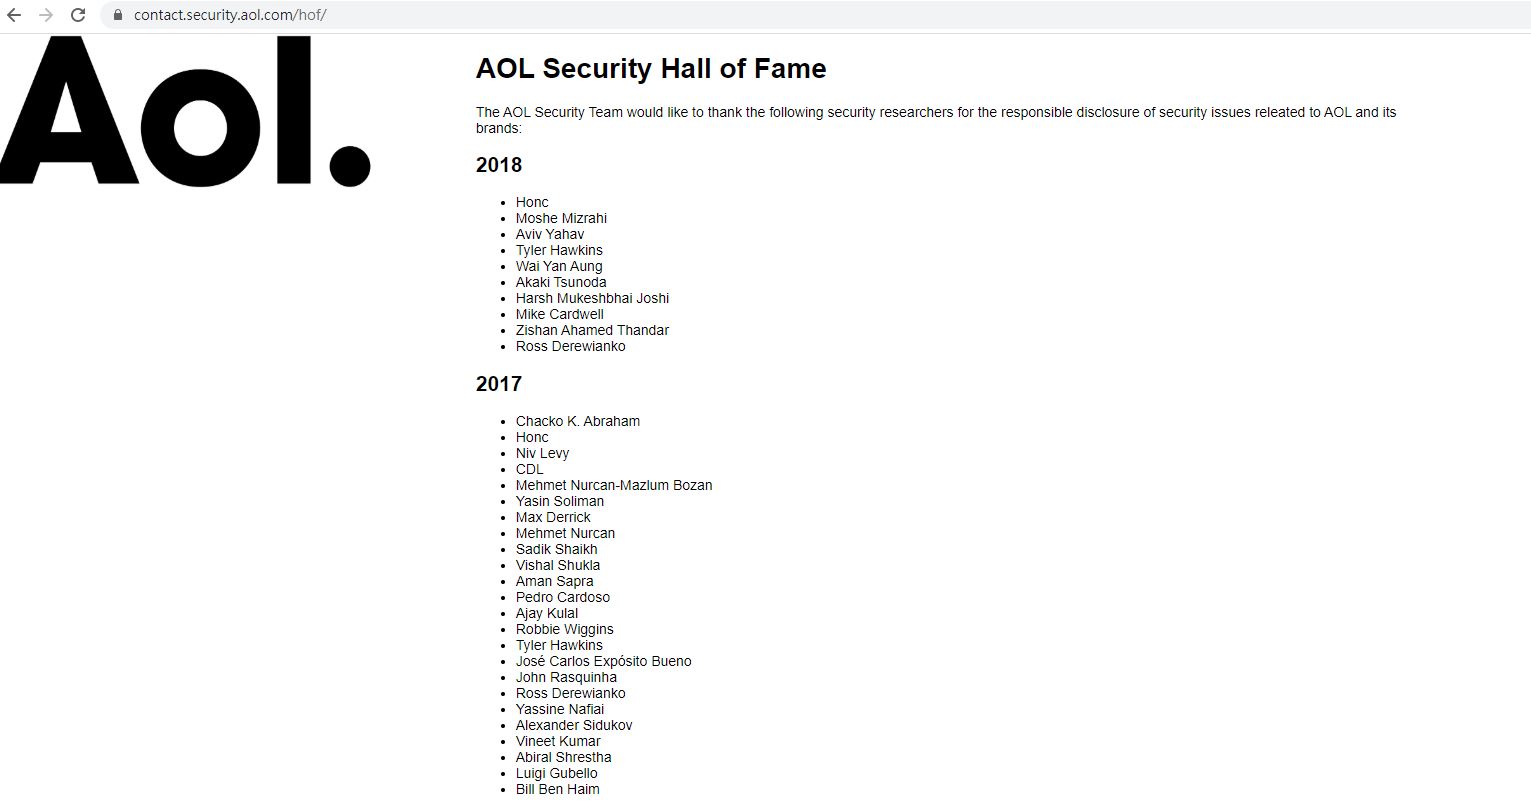 contact.security.aol.com/hof/
Aol.
AOL Security Hall of Fame
The AOL Security Team would like to thank the following security researchers for the responsible disclosure of security issues releated to AOL and its
brands:
2018
Honc
Moshe Mizrahi
Aviv Yahav
Tyler Hawkins
Wai Yan Aung
Akaki Tsunoda
Harsh Mukeshbhai Joshi
Mike Cardwell
Zishan Ahamed Thandar
Ross Derewianko
2017
Chacko K. Abraham
Honc
Niv Levy
CDL
Mehmet Nurcan-Mazlum Bozan
Yasin Soliman
Max Derrick
Mehmet Nurcan
Sadik Shaikh
Vishal Shukla
Aman Sapra
Pedro Cardoso
Ajay Kulal
Robbie Wiggins
Tyler Hawkins
José Carlos Expósito Bueno
John Rasquinha
Ross Derewianko
Yassine Nafiai
Alexander Sidukov
Vineet Kumar
Abiral Shrestha
Luigi Gubello
Bill Ben Haim